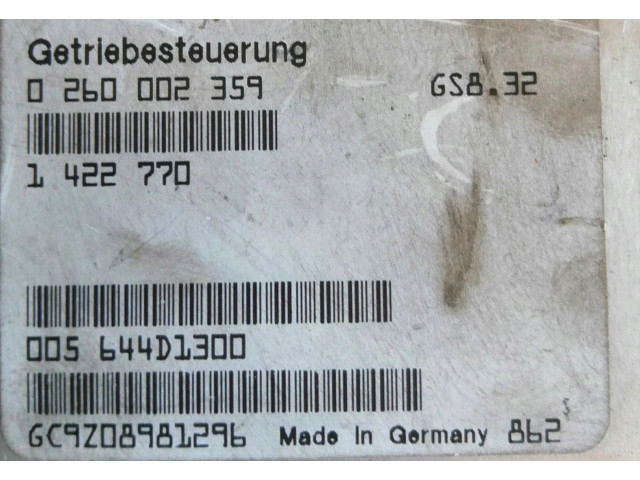 Getriebesteuerung
0 260 002 359 GS8.32
1 422 770
005 644D1300
GC9Z08981296 Made In Germany 862